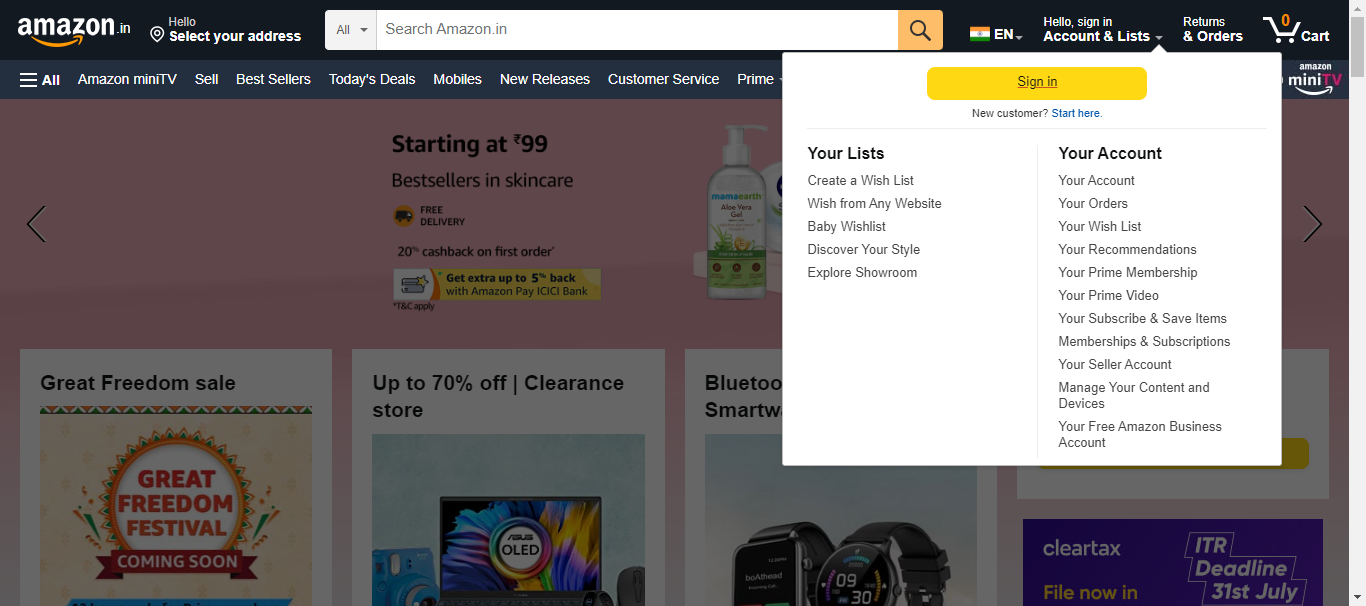 amazon.in
Hello
Select your address
All
Search Amazon.in
EN
Hello, sign in
Account & Lists
Returns
& Orders
0
Cart
All
Amazon miniTV
Sell
Best Sellers
Today's Deals
Mobiles
New Releases
Customer Service
Prime
amazon
miniTV
Sign in
New customer? Start here.
Your Lists
Create a Wish List
Wish from Any Website
Baby Wishlist
Discover Your Style
Explore Showroom
Your Account
Your Account
Your Orders
Your Wish List
Your Recommendations
Your Prime Membership
Your Prime Video
Your Subscribe & Save Items
Memberships & Subscriptions
Your Seller Account
Manage Your Content and
Devices
Your Free Amazon Business
Account
Starting at ₹99
Bestsellers in skincare
FREE
DELIVERY
20% cashback on first order*
Get extra up to 5% back
with Amazon Pay ICICI Bank
*T&C apply
mamaearth
Aloe Vera
Gel
Great Freedom sale
GREAT
FREEDOM
FESTIVAL
COMING SOON
Up to 70% off | Clearance
store
ASUS
OLED
Bluetoo
Smartwa
boAthead
09
30
cleartax
File now in
ITR
Deadline
31st July